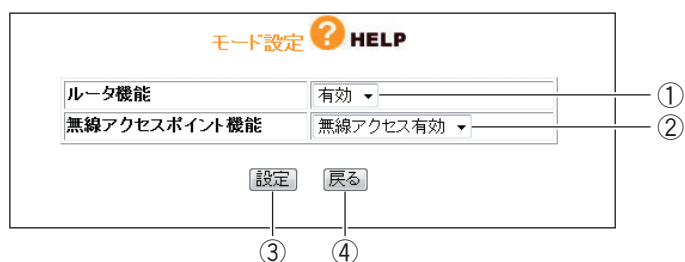 モード設定 ? HELP
ルータ機能 有効 ①
無線アクセスポイント機能 無線アクセス有効 ②
設定 戻る
③ ④